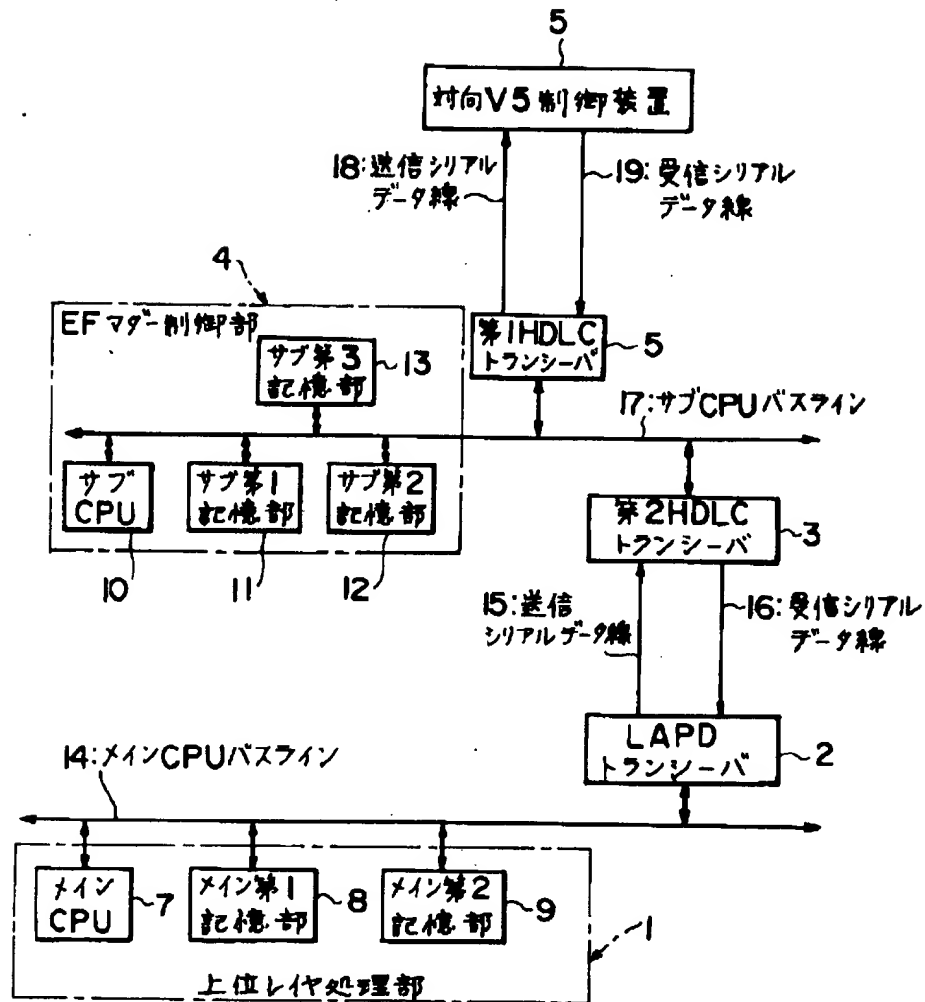 5
対向V5制御装置
18:送信シリアル
データ線
19:受信シリアル
データ線
4
EFマダー制御部
サブ第3
記憶部
13
第1HDLC
トランシーバ
5
17:サブCPUバスライン
サブ
CPU
サブ第1
記憶部
サブ第2
記憶部
10
11
12
第2HDLC
トランシーバ
3
15:送信
シリアルデータ線
16:受信シリアル
データ線
LAPD
トランシーバ
2
14:メインCPUバスライン
メイン
CPU
7
メイン第1
記憶部
8
メイン第2
記憶部
9
1
上位レイヤ処理部